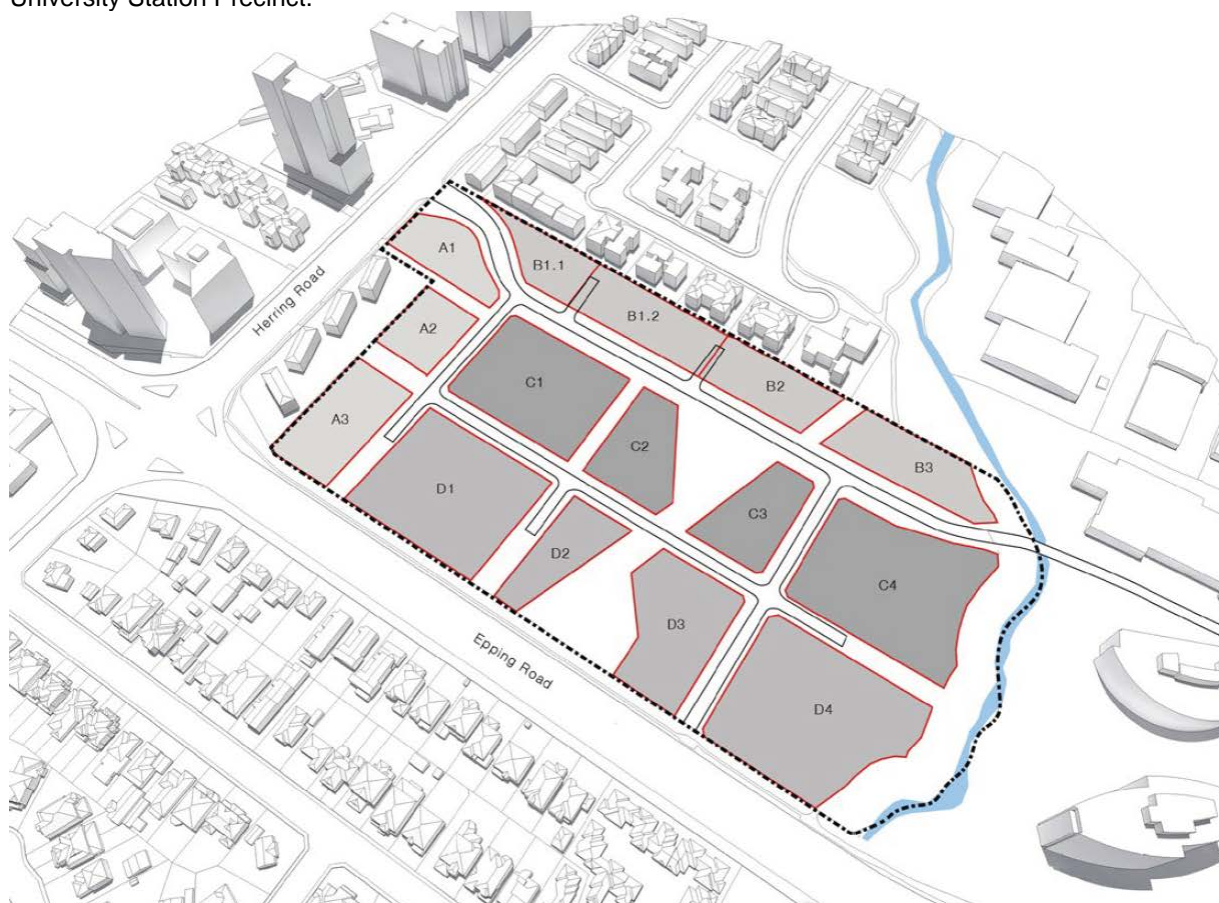 University Station Precinct.
A1
B1.1
Herring Road
A2
B1.2
C1
B2
A3
C2
B3
D1
C3
D2
C4
D3
Epping Road
D4